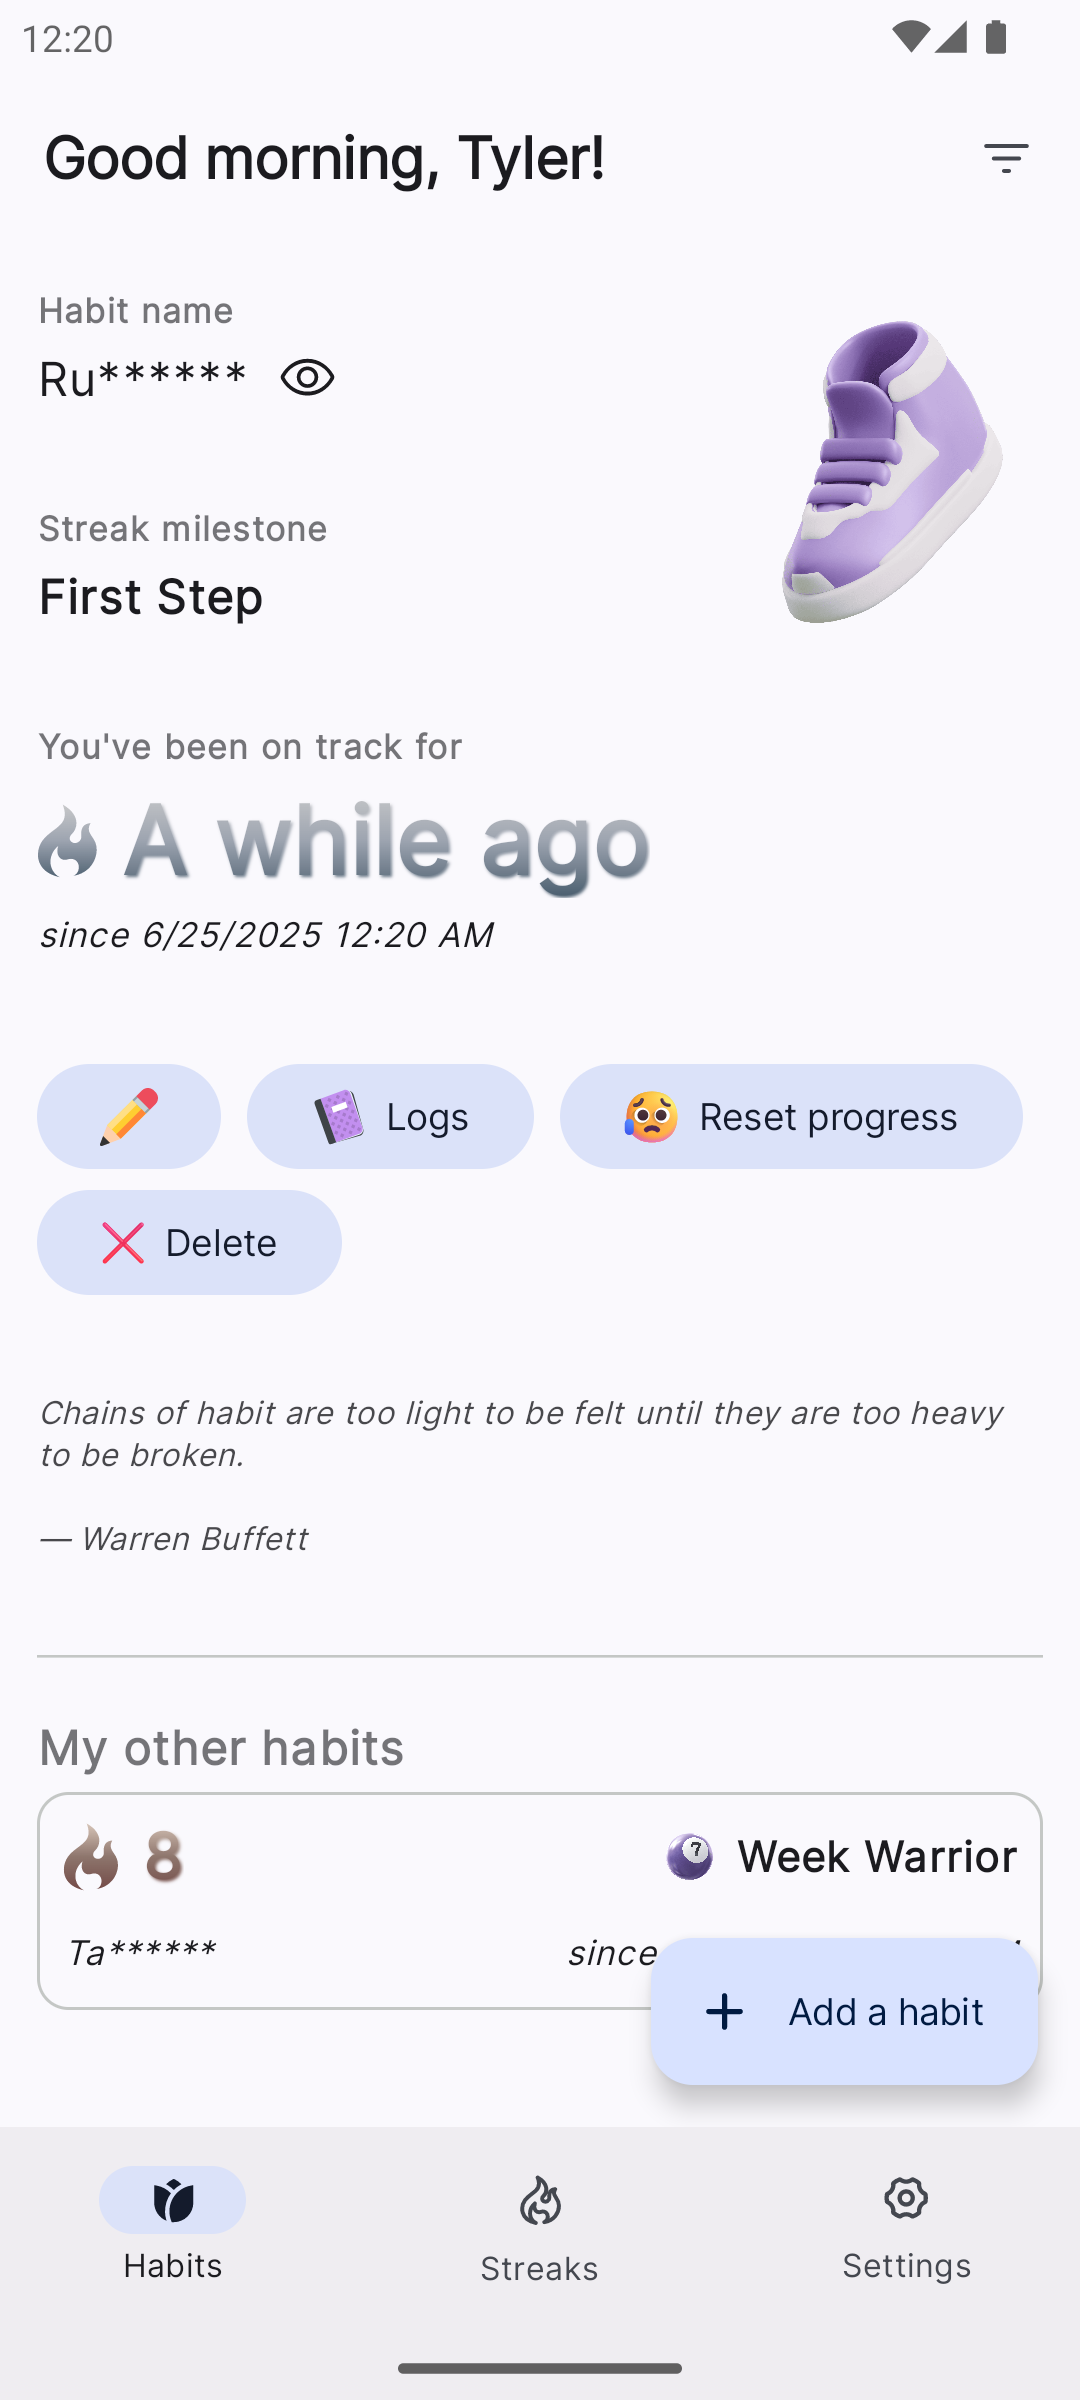 12:20
Good morning, Tyler!
Habit name
Ru******
Streak milestone
First Step
You've been on track for
A while ago
since 6/25/2025 12:20 AM
Logs
Reset progress
Delete
Chains of habit are too light to be felt until they are too heavy
to be broken.
— Warren Buffett
My other habits
8
7
Week Warrior
Ta******
since
Add a habit
Habits
Streaks
Settings